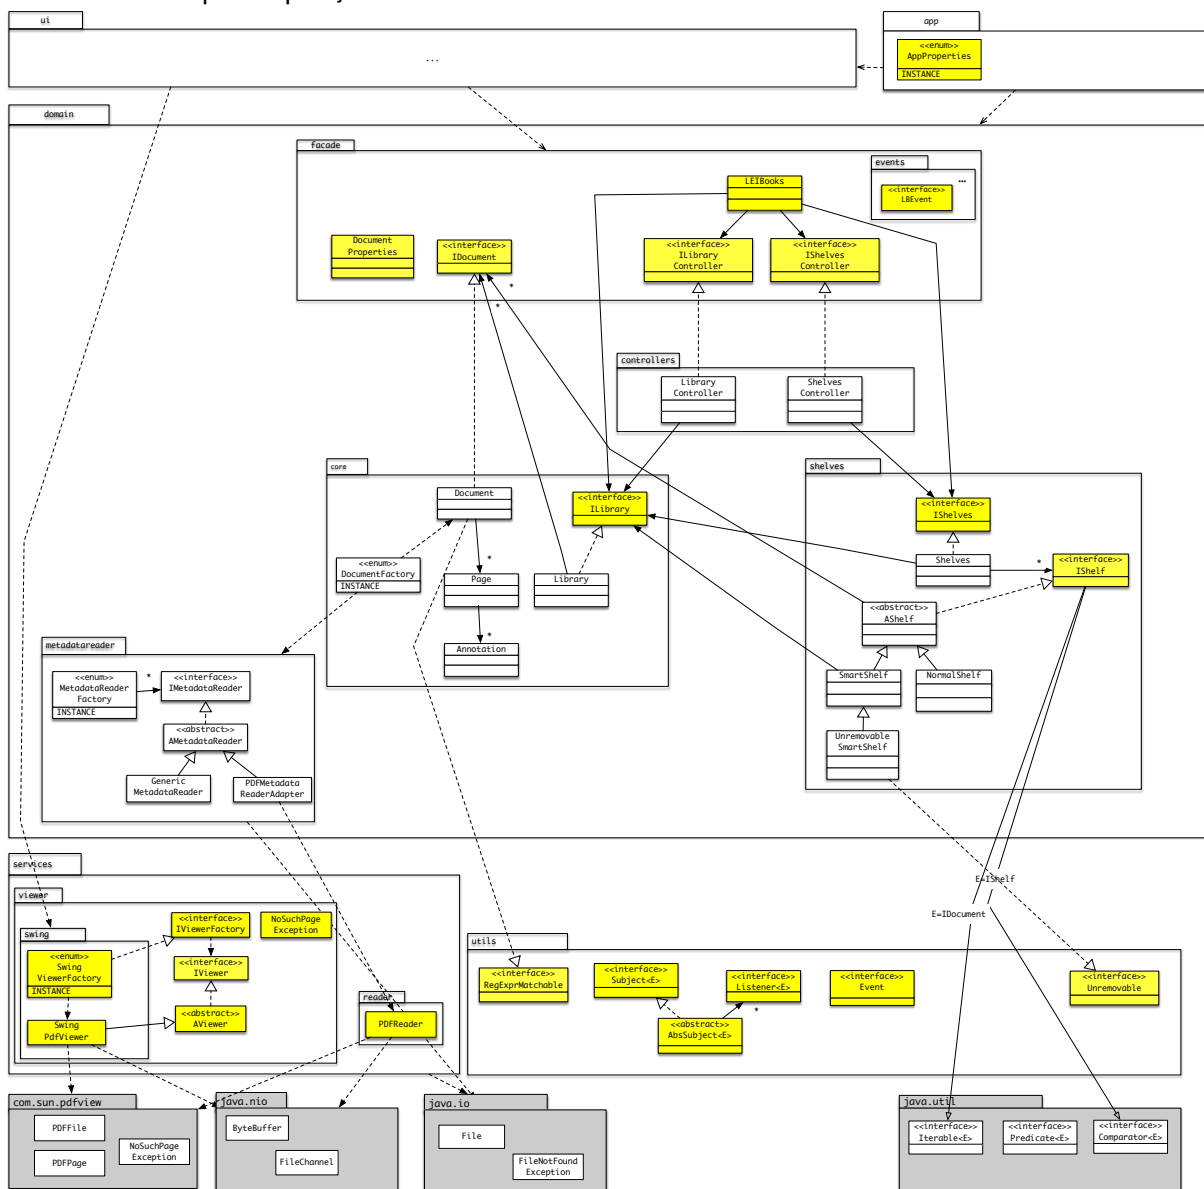 ui
...
app
<<enum>>
AppProperties
INSTANCE
domain
facade
events
...
<<interface>>
LBEvent
LEIBooks
Document
Properties
<<interface>>
IDocument
<<interface>>
ILibrary
Controller
<<interface>>
IShelves
Controller
*
*
controllers
Library
Controller
Shelves
Controller
core
Document
<<interface>>
ILibrary
<<enum>>
DocumentFactory
INSTANCE
*
Page
Library
*
Annotation
shelves
<<interface>>
IShelves
Shelves
*
<<interface>>
IShelf
<<abstract>>
AShelf
SmartShelf
NormalShelf
Unremovable
SmartShelf
metadatareader
<<enum>>
MetadataReader
Factory
INSTANCE
*
<<interface>>
IMetadataReader
<<abstract>>
AMetadataReader
Generic
MetadataReader
PDFMetadata
ReaderAdapter
E=IShelf
E=IDocument
services
viewer
<<interface>>
IViewerFactory
NoSuchPage
Exception
swing
<<enum>>
Swing
ViewerFactory
INSTANCE
<<interface>>
IViewer
<<abstract>>
AViewer
Swing
PdfViewer
reader
PDFReader
utils
<<interface>>
RegExprMatchable
<<interface>>
Subject<E>
<<interface>>
Listener<E>
*
<<abstract>>
AbsSubject<E>
<<interface>>
Event
<<interface>>
Unremovable
com.sun.pdfview
PDFFile
NoSuchPage
Exception
PDFPage
java.nio
ByteBuffer
FileChannel
java.io
File
FileNotFound
Exception
java.util
<<interface>>
Iterable<E>
<<interface>>
Predicate<E>
<<interface>>
Comparator<E>